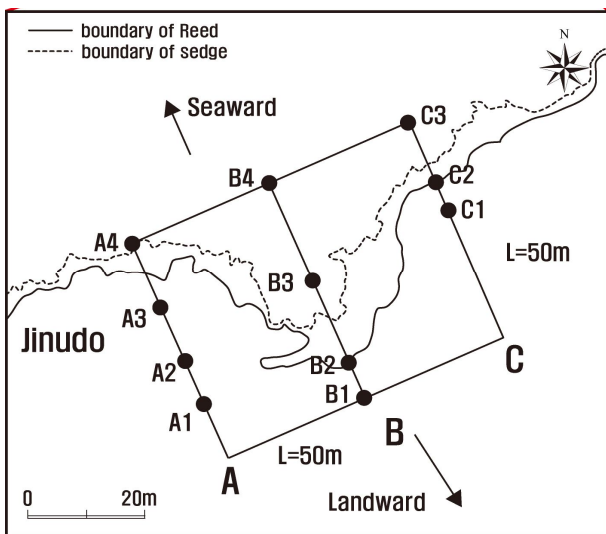 boundary of Reed
boundary of sedge
N
Seaward
C3
B4
C2
C1
A4
L=50m
B3
A3
Jinudo
C
A2
B2
B1
A1
B
L=50m
A
0 20m
Landward